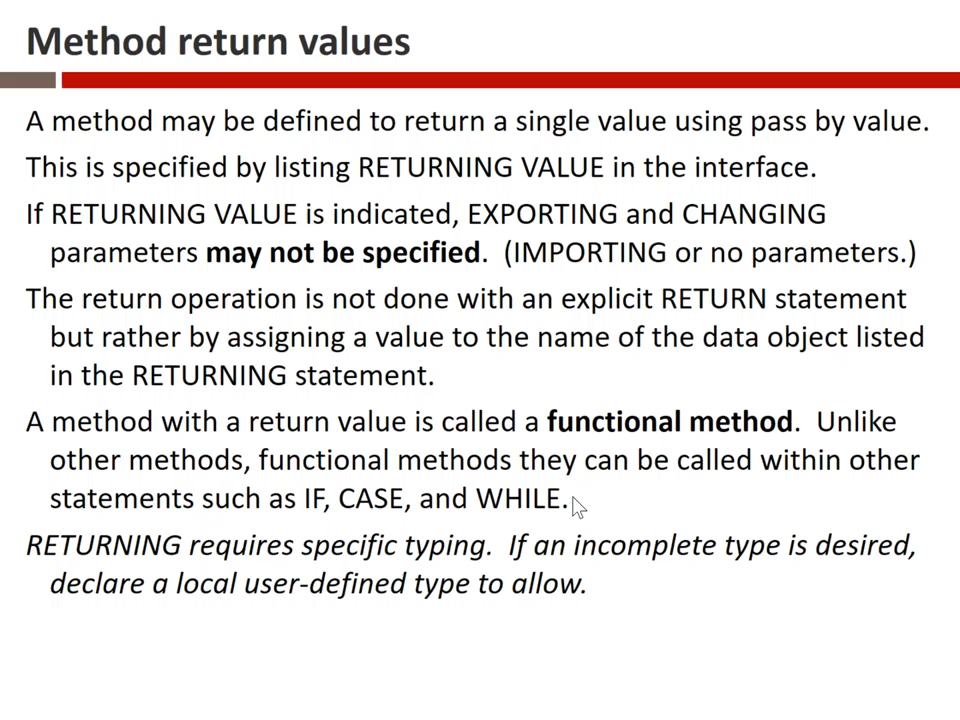 Method return values
A method may be defined to return a single value using pass by value.
This is specified by listing RETURNING VALUE in the interface.
If RETURNING VALUE is indicated, EXPORTING and CHANGING
parameters may not be specified.  (IMPORTING or no parameters.)
The return operation is not done with an explicit RETURN statement
but rather by assigning a value to the name of the data object listed
in the RETURNING statement.
A method with a return value is called a functional method.  Unlike
other methods, functional methods they can be called within other
statements such as IF, CASE, and WHILE.
RETURNING requires specific typing.  If an incomplete type is desired,
declare a local user-defined type to allow.